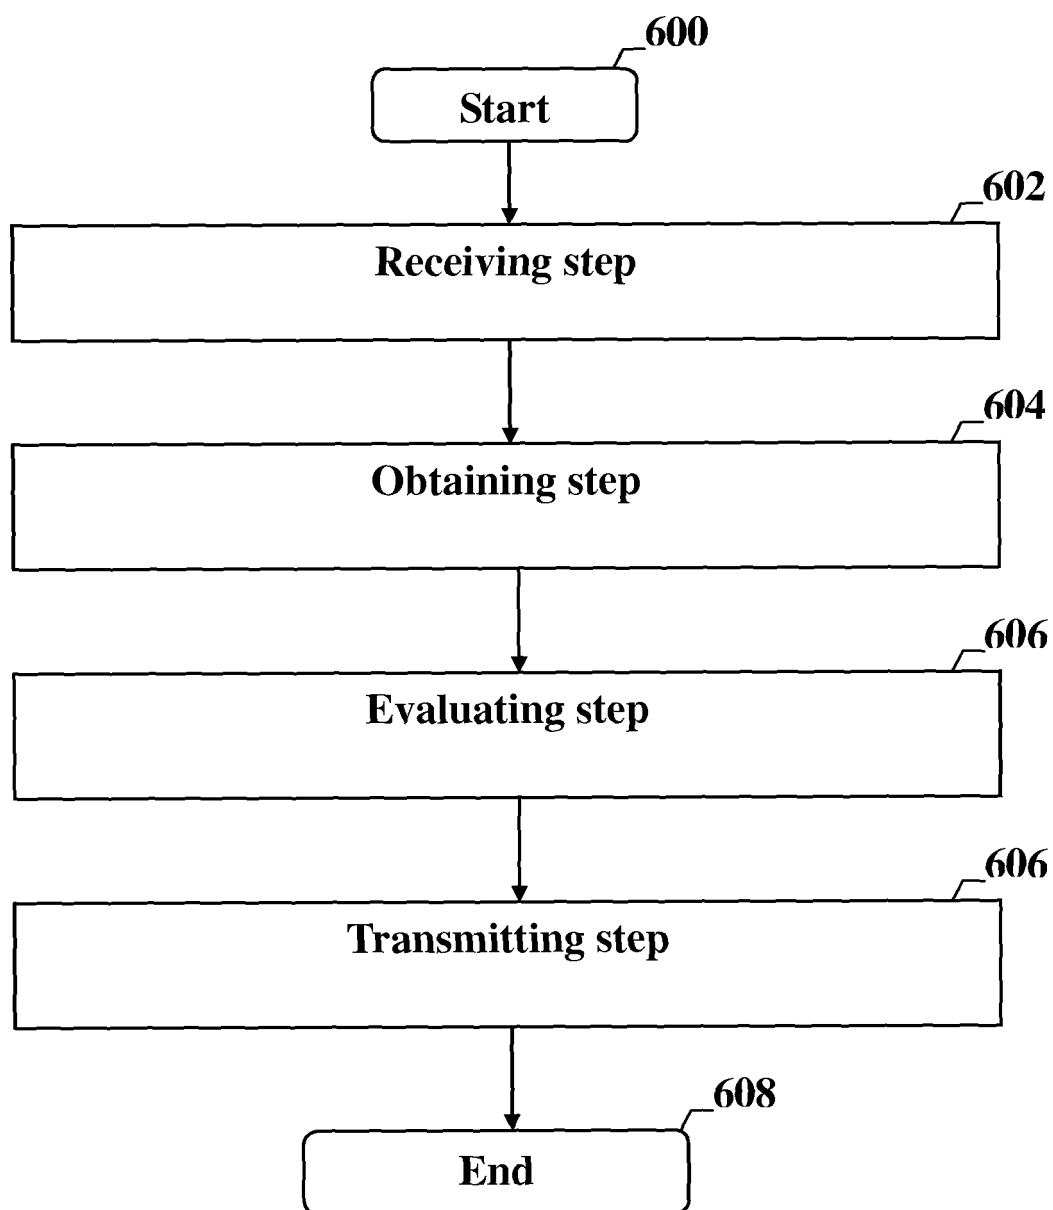 600
Start
602
Receiving step
604
Obtaining step
606
Evaluating step
606
Transmitting step
608
End